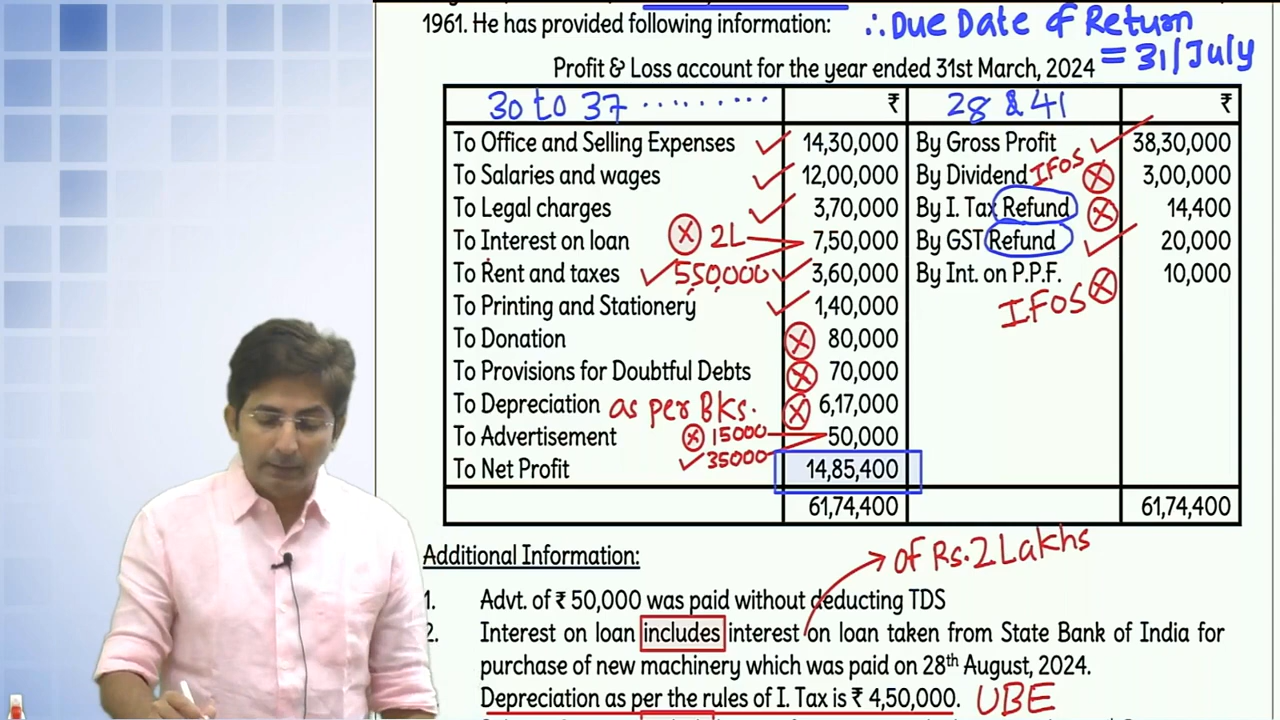 1961. He has provided following information: ∴Due Date of Return
= 31/July
Profit & Loss account for the year ended 31st March, 2024
30 to 37 .......... ₹ 28 & 41 ₹
To Office and Selling Expenses ✓ 14,30,000 By Gross Profit ✓ 38,30,000
To Salaries and wages ✓ 12,00,000 By Dividend IFOS ⊗ 3,00,000
To Legal charges ✓ 3,70,000 By I. Tax Refund ⊗ 14,400
To Interest on loan ⊗ 2L 7,50,000 By GST Refund ✓ 20,000
To Rent and taxes ✓ 550,000 ✓ 3,60,000 By Int. on P.P.F. ⊗ 10,000
IFOS
To Printing and Stationery ✓ 1,40,000
To Donation ⊗ 80,000
To Provisions for Doubtful Debts ⊗ 70,000
To Depreciation as per Bks. ⊗ 6,17,000
To Advertisement ⊗ 15000 50,000
✓ 35000
To Net Profit 14,85,400
61,74,400 61,74,400
Additional Information: of Rs. 2 Lakhs
1. Advt. of ₹ 50,000 was paid without deducting TDS
2. Interest on loan includes interest on loan taken from State Bank of India for
purchase of new machinery which was paid on 28th August, 2024.
Depreciation as per the rules of I. Tax is ₹ 4,50,000. UBE